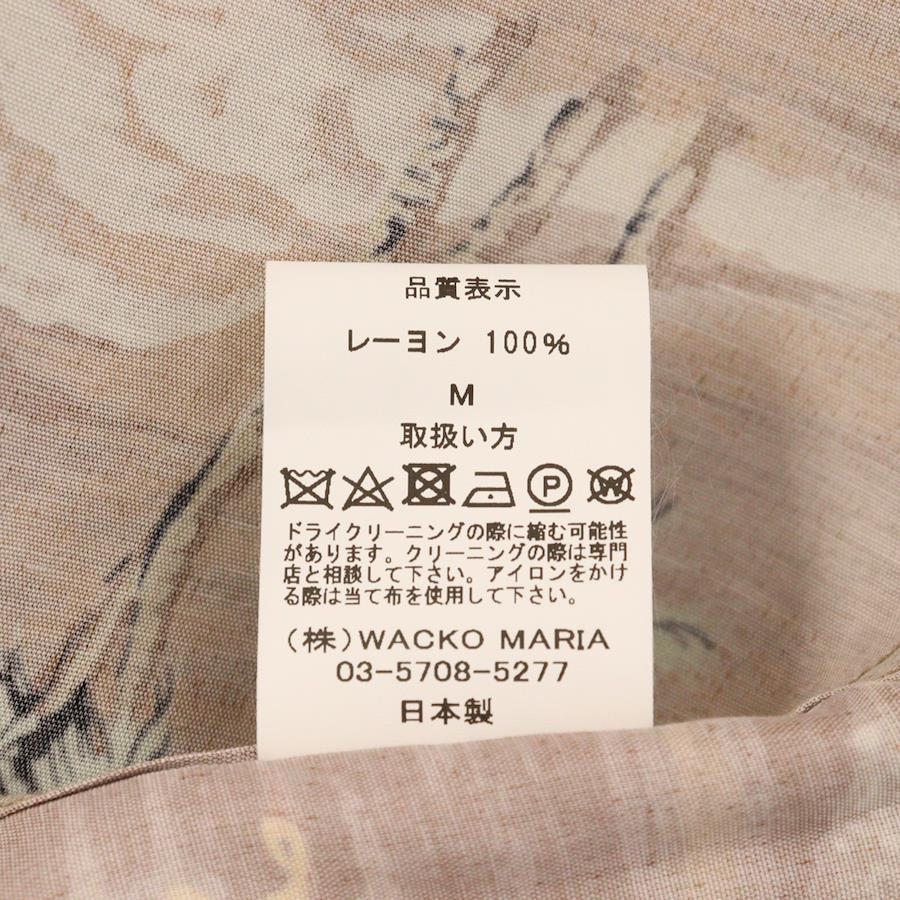 品質表示
レーヨン 100%
M
取扱い方
P W
ドライクリーニングの際に縮む可能性
があります。クリーニングの際は専門
店と相談して下さい。アイロンをかけ
る際は当て布を使用して下さい。
(株)WACKO MARIA
03-5708-5277
日本製